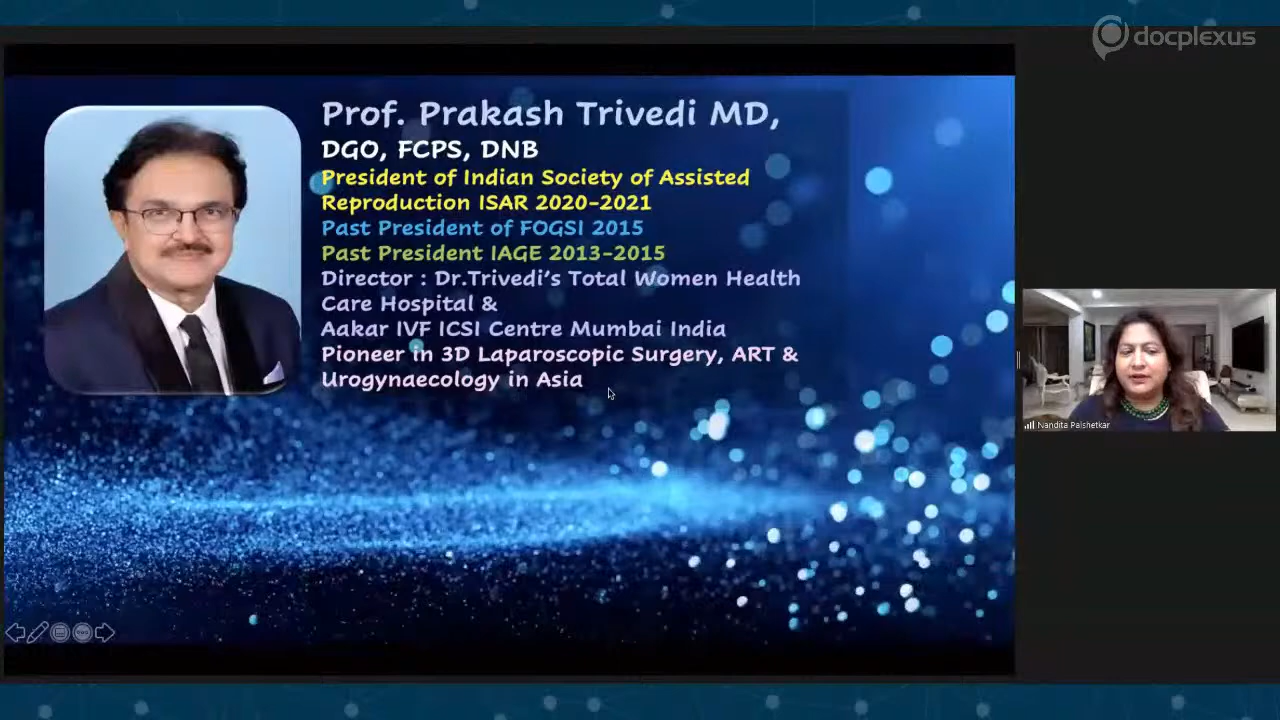 docplexus
Prof. Prakash Trivedi MD,
DGO, FCPS, DNB
President of Indian Society of Assisted
Reproduction ISAR 2020-2021
Past President of FOGSI 2015
Past President IAGE 2013-2015
Director : Dr.Trivedi's Total Women Health
Care Hospital &
Aakar IVF ICSI Centre Mumbai India
Pioneer in 3D Laparoscopic Surgery, ART &
Urogynaecology in Asia
Nandita Palshetkar